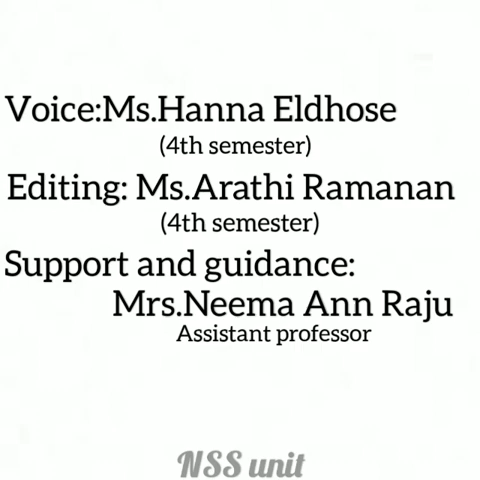 Voice:Ms.Hanna Eldhose
(4th semester)
Editing: Ms.Arathi Ramanan
(4th semester)
Support and guidance:
Mrs.Neema Ann Raju
Assistant professor
NSS unit